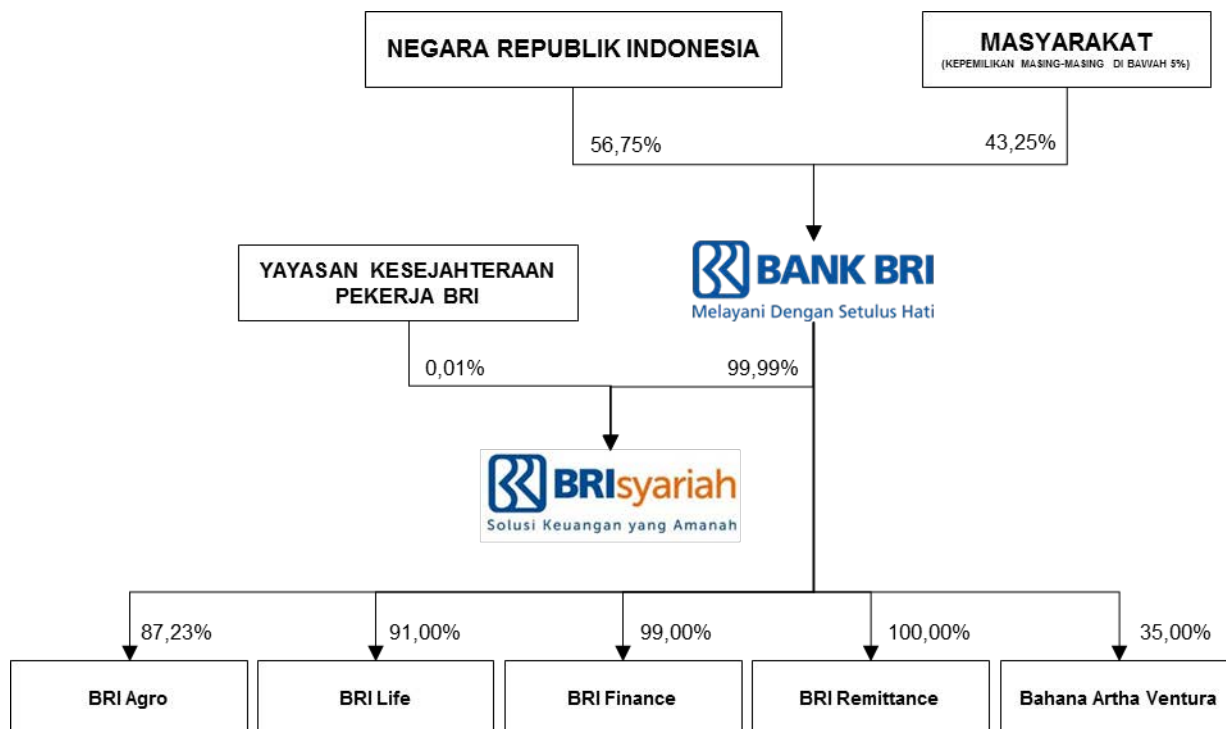 NEGARA REPUBLIK INDONESIA
MASYARAKAT
(KEPEMILIKAN MASING-MASING DI BAWAH 5%)
56,75%
43,25%
BANK BRI
Melayani Dengan Setulus Hati
YAYASAN KESEJAHTERAAN
PEKERJA BRI
0,01%
99,99%
BRIsyariah
Solusi Keuangan yang Amanah
87,23%
91,00%
99,00%
100,00%
35,00%
BRI Agro
BRI Life
BRI Finance
BRI Remittance
Bahana Artha Ventura